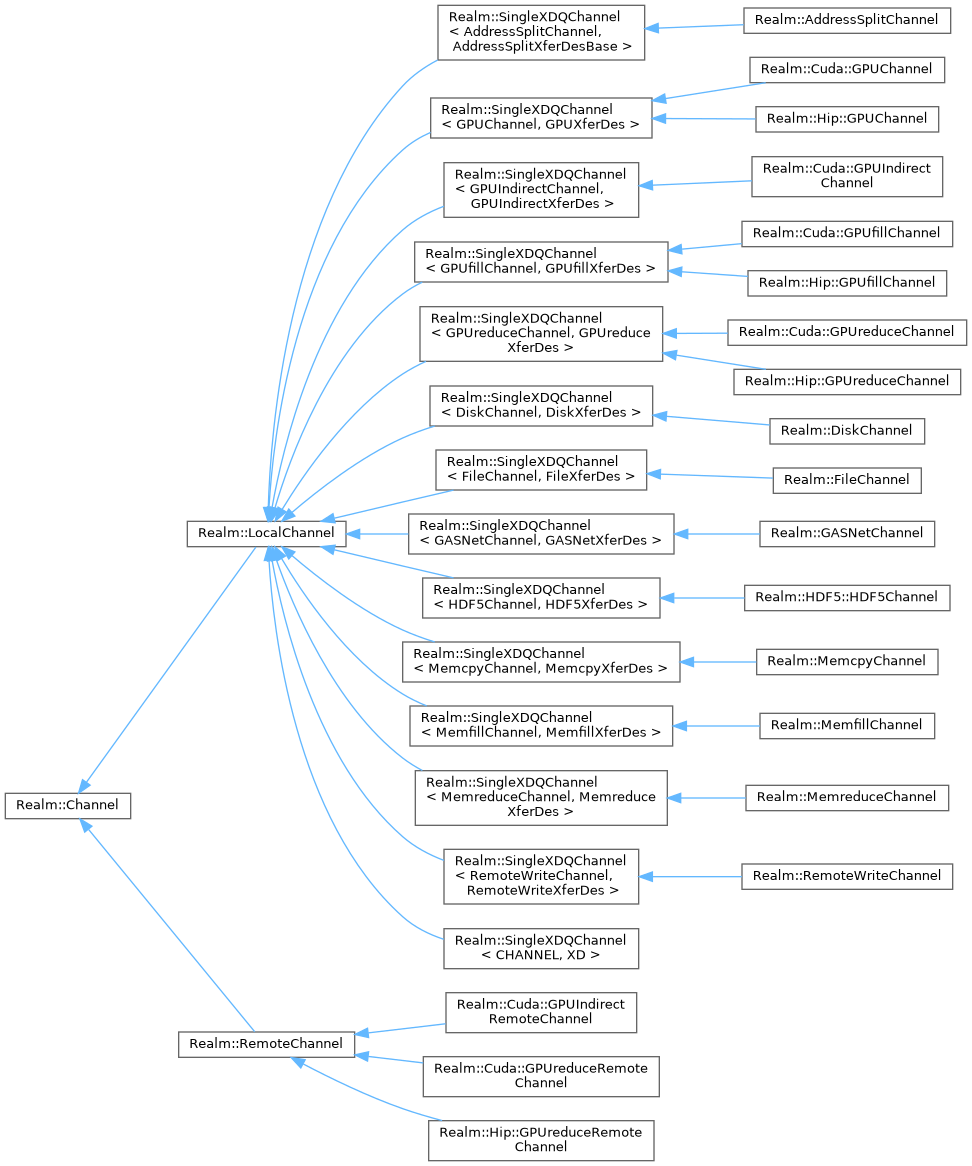 Realm::SingleXDQChannel
< AddressSplitChannel,
AddressSplitXferDesBase >
Realm::AddressSplitChannel
Realm::SingleXDQChannel
< GPUChannel, GPUXferDes >
Realm::Cuda::GPUChannel
Realm::Hip::GPUChannel
Realm::SingleXDQChannel
< GPUIndirectChannel,
GPUIndirectXferDes >
Realm::Cuda::GPUIndirect
Channel
Realm::SingleXDQChannel
< GPUfillChannel, GPUfillXferDes >
Realm::Cuda::GPUfillChannel
Realm::Hip::GPUfillChannel
Realm::SingleXDQChannel
< GPUreduceChannel, GPUreduce
XferDes >
Realm::Cuda::GPUreduceChannel
Realm::Hip::GPUreduceChannel
Realm::SingleXDQChannel
< DiskChannel, DiskXferDes >
Realm::DiskChannel
Realm::SingleXDQChannel
< FileChannel, FileXferDes >
Realm::FileChannel
Realm::LocalChannel
Realm::SingleXDQChannel
< GASNetChannel, GASNetXferDes >
Realm::GASNetChannel
Realm::SingleXDQChannel
< HDF5Channel, HDF5XferDes >
Realm::HDF5::HDF5Channel
Realm::SingleXDQChannel
< MemcpyChannel, MemcpyXferDes >
Realm::MemcpyChannel
Realm::SingleXDQChannel
< MemfillChannel, MemfillXferDes >
Realm::MemfillChannel
Realm::Channel
Realm::SingleXDQChannel
< MemreduceChannel, Memreduce
XferDes >
Realm::MemreduceChannel
Realm::SingleXDQChannel
< RemoteWriteChannel,
RemoteWriteXferDes >
Realm::RemoteWriteChannel
Realm::SingleXDQChannel
< CHANNEL, XD >
Realm::RemoteChannel
Realm::Cuda::GPUIndirect
RemoteChannel
Realm::Cuda::GPUreduceRemote
Channel
Realm::Hip::GPUreduceRemote
Channel